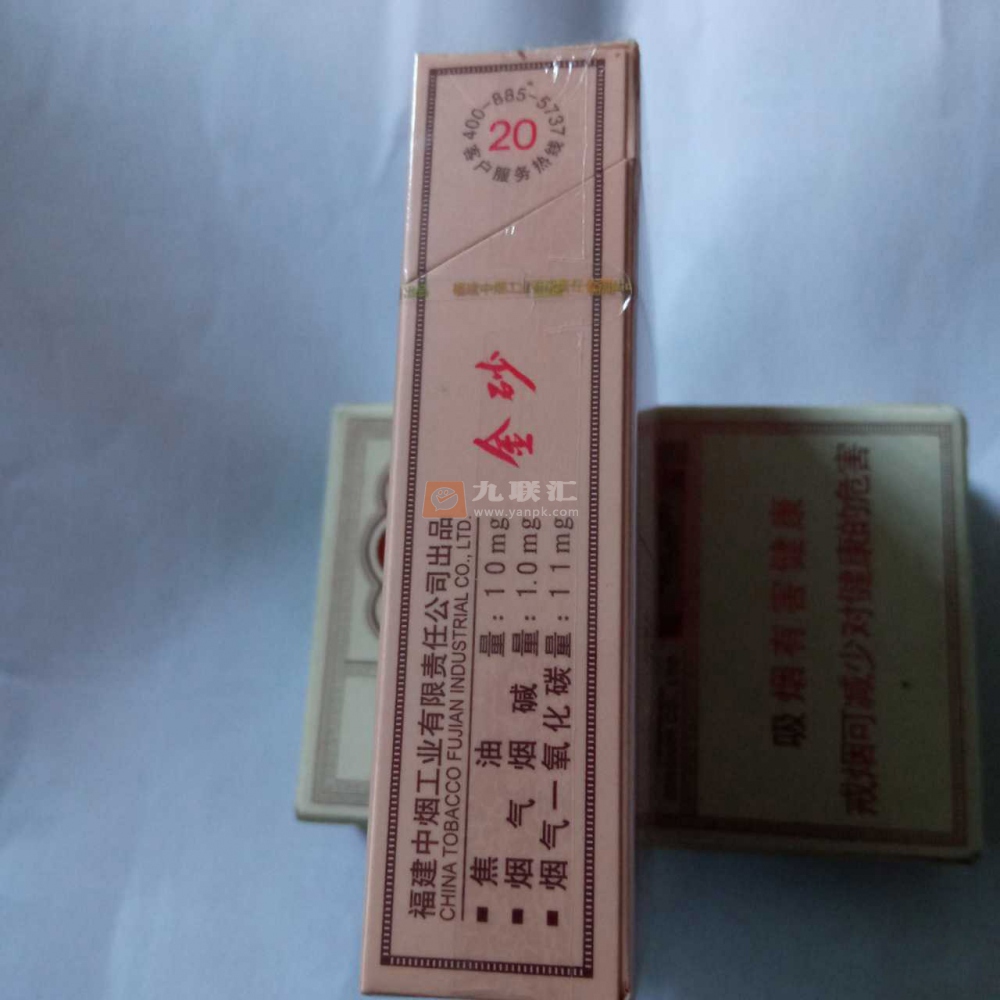 400-885-5737
20
客户服务热线
金砂
福建中烟工业有限责任公司出品
CHINA TOBACCO FUJIAN INDUSTRIAL CO., LTD.
■ 焦油量: 10mg
■ 烟气烟碱量: 1.0mg
■ 烟气一氧化碳量: 11mg
九联汇
www.yanpk.com
吸烟有害健康
戒烟可减少对健康的危害